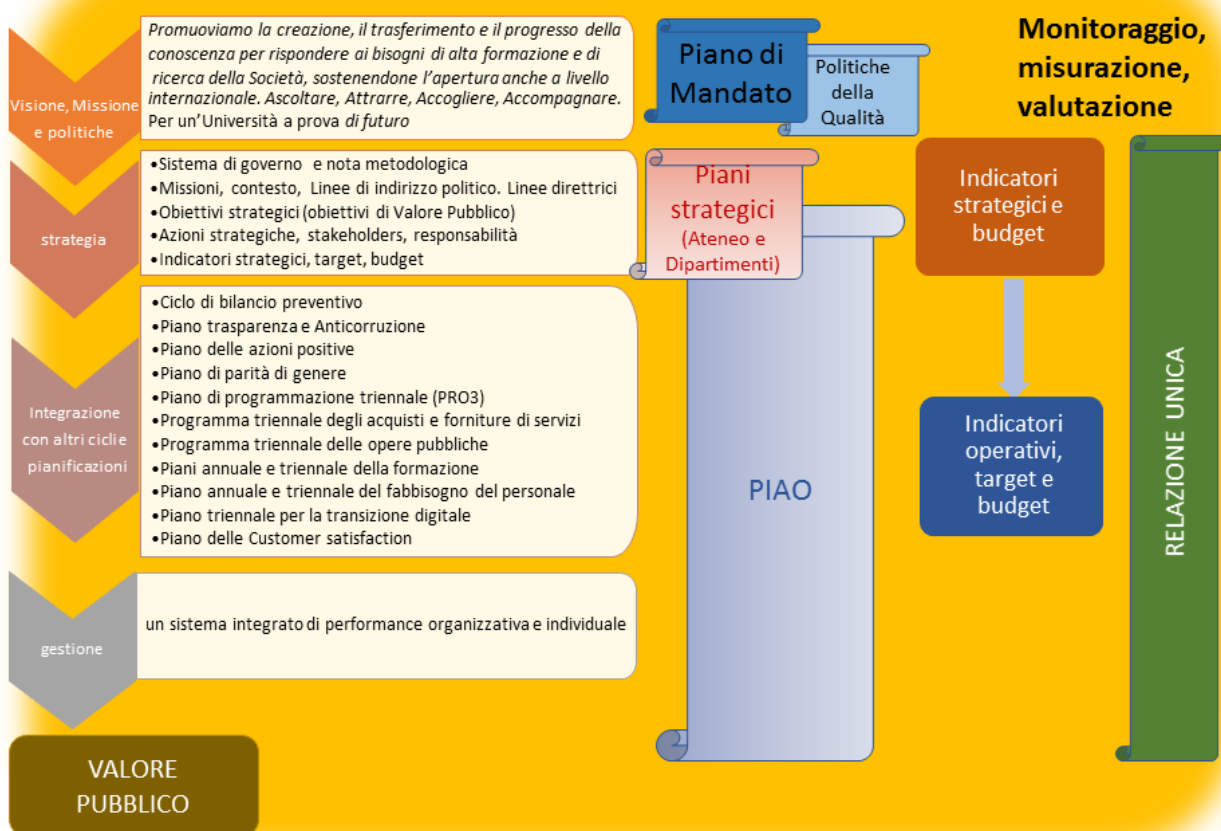 Promuoviamo la creazione, il trasferimento e il progresso della
conoscenza per rispondere ai bisogni di alta formazione e di
ricerca della Società, sostenendone l'apertura anche a livello
internazionale. Ascoltare, Attrarre, Accogliere, Accompagnare.
Per un'Università a prova di futuro
Visione, Missione
e politiche
Piano di
Mandato
Politiche
della
Qualità
Monitoraggio,
misurazione,
valutazione
strategia
•Sistema di governo e nota metodologica
•Missioni, contesto, Linee di indirizzo politico. Linee direttrici
•Obiettivi strategici (obiettivi di Valore Pubblico)
•Azioni strategiche, stakeholders, responsabilità
•Indicatori strategici, target, budget
Piani
strategici
(Ateneo e
Dipartimenti)
Indicatori
strategici e
budget
Integrazione
con altri cicli e
pianificazioni
•Ciclo di bilancio preventivo
•Piano trasparenza e Anticorruzione
•Piano delle azioni positive
•Piano di parità di genere
•Piano di programmazione triennale (PRO3)
•Programma triennale degli acquisti e forniture di servizi
•Programma triennale delle opere pubbliche
•Piani annuale e triennale della formazione
•Piano annuale e triennale del fabbisogno del personale
•Piano triennale per la transizione digitale
•Piano delle Customer satisfaction
PIAO
Indicatori
operativi,
target e
budget
RELAZIONE UNICA
gestione
un sistema integrato di performance organizzativa e individuale
VALORE
PUBBLICO